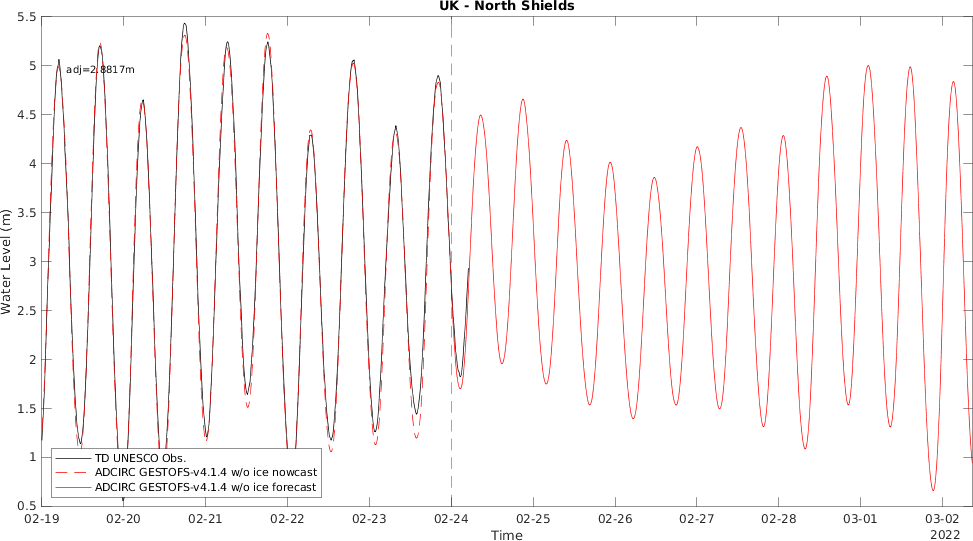 UK - North Shields
5.5
5
4.5
4
3.5
3
2.5
2
1.5
1
0.5
Water Level (m)
adj=2.8817m
TD UNESCO Obs.
ADCIRC GESTOFS-v4.1.4 w/o ice nowcast
ADCIRC GESTOFS-v4.1.4 w/o ice forecast
02-19 02-20 02-21 02-22 02-23 02-24 02-25 02-26 02-27 02-28 03-01 03-02
Time
2022